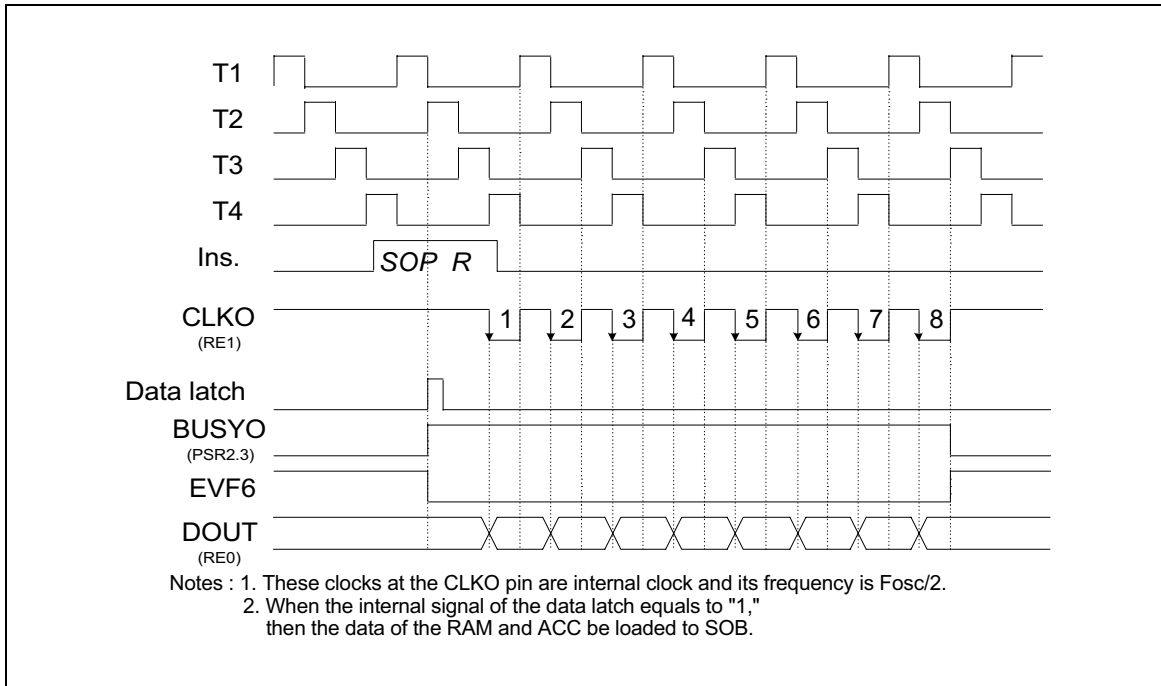 T1
T2
T3
T4
Ins.
SOP R
CLKO
(RE1)
1 2 3 4 5 6 7 8
Data latch
BUSYO
(PSR2.3)
EVF6
DOUT
(RE0)
Notes : 1. These clocks at the CLKO pin are internal clock and its frequency is Fosc/2.
2. When the internal signal of the data latch equals to "1,"
then the data of the RAM and ACC be loaded to SOB.